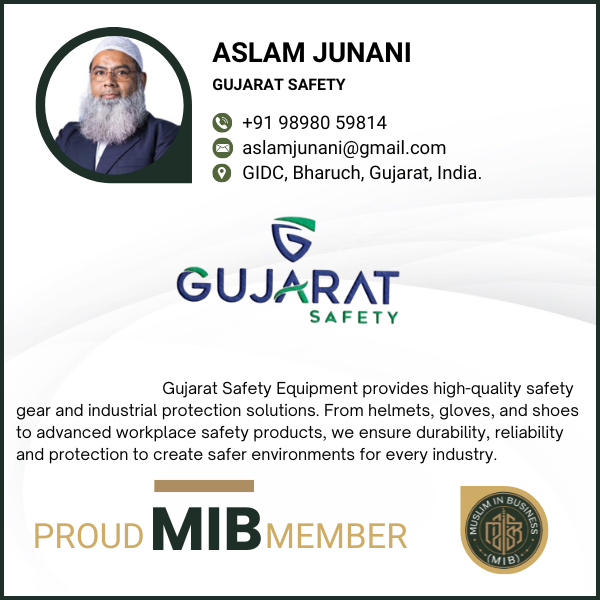 ASLAM JUNANI
GUJARAT SAFETY
+91 98980 59814
aslamjunani@gmail.com
GIDC, Bharuch, Gujarat, India.
GUJARAT
SAFETY
Gujarat Safety Equipment provides high-quality safety
gear and industrial protection solutions. From helmets, gloves, and shoes
to advanced workplace safety products, we ensure durability, reliability
and protection to create safer environments for every industry.
PROUD MIB MEMBER
MUSLIM IN BUSINESS
(MIB)